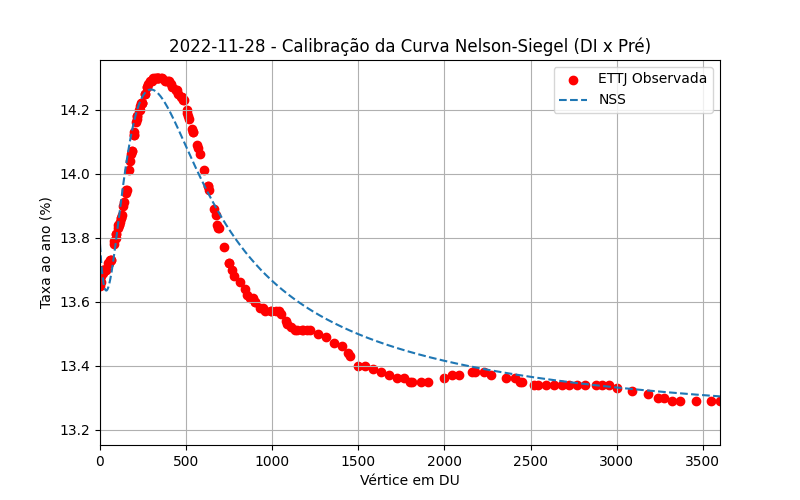 2022-11-28 - Calibração da Curva Nelson-Siegel (DI x Pré)
ETTJ Observada
NSS
Taxa ao ano (%)
14.2
14.0
13.8
13.6
13.4
13.2
0 500 1000 1500 2000 2500 3000 3500
Vértice em DU